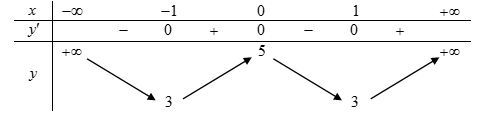 x −∞ −1 0 1 +∞
y′ − 0 + 0 − 0 +
+∞ 5 +∞
y
3 3